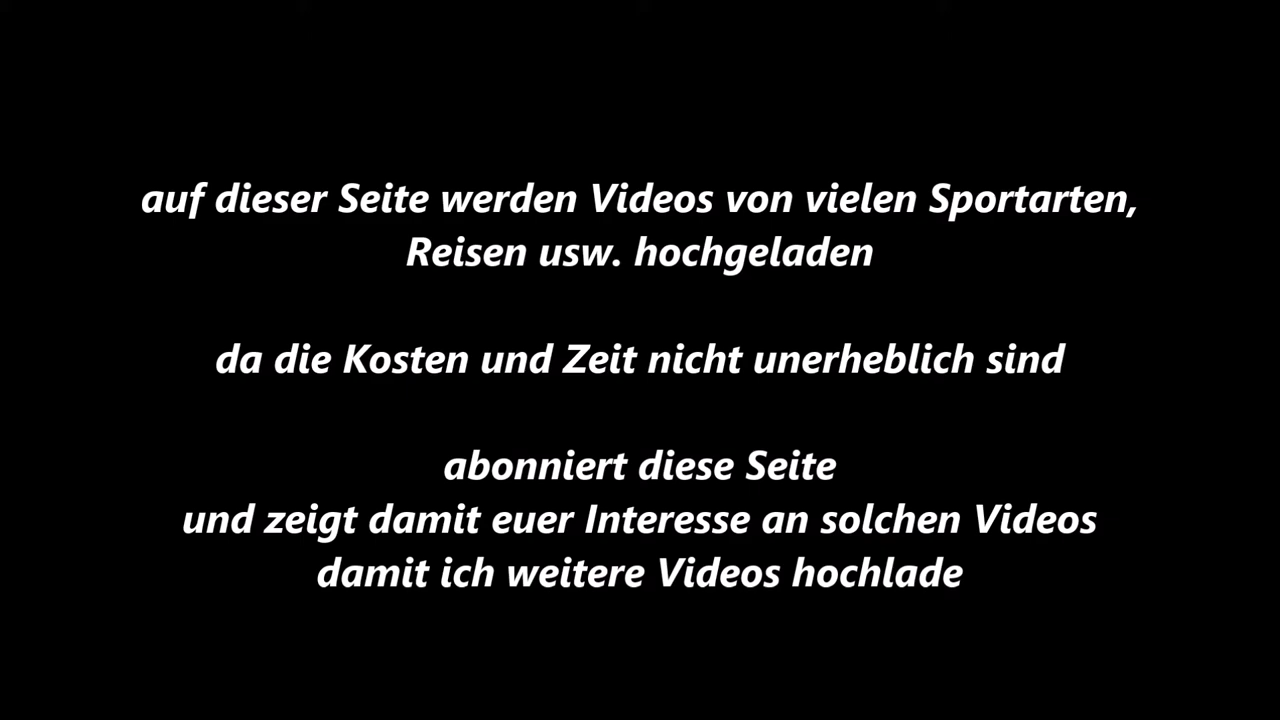 auf dieser Seite werden Videos von vielen Sportarten,
Reisen usw. hochgeladen
da die Kosten und Zeit nicht unerheblich sind
abonniert diese Seite
und zeigt damit euer Interesse an solchen Videos
damit ich weitere Videos hochlade